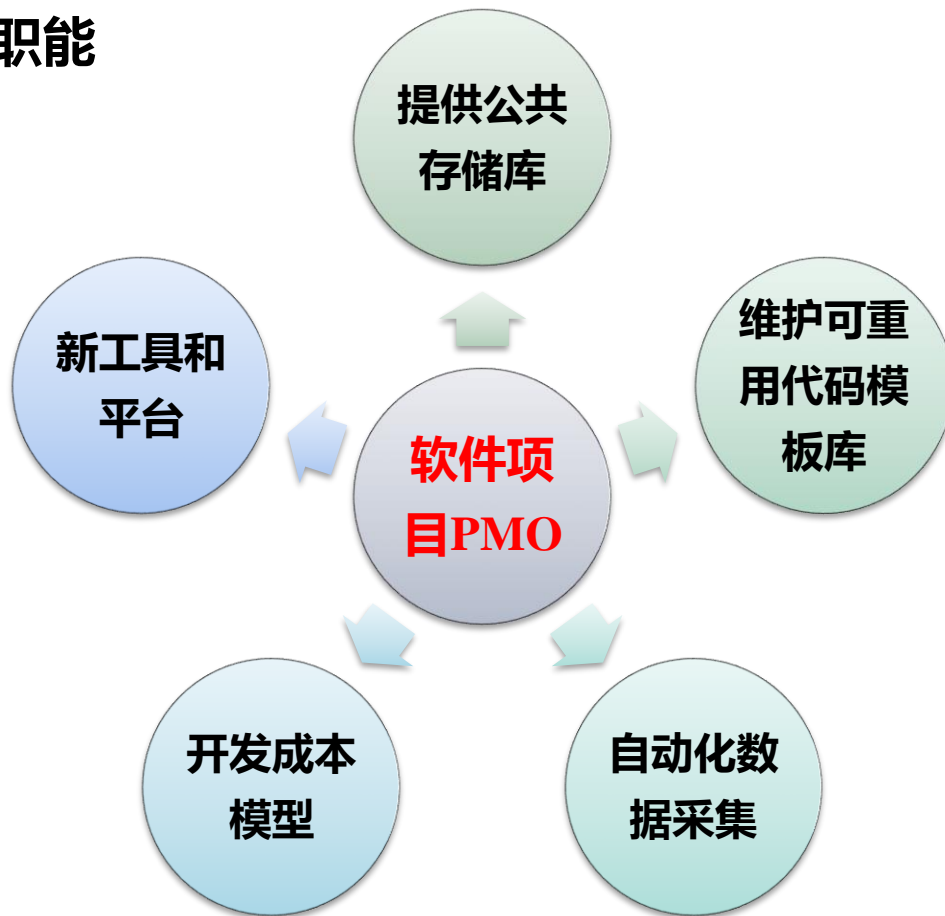 职能
提供公共
存储库
维护可重
用代码模
板库
新工具和
平台
软件项
目PMO
开发成本
模型
自动化数
据采集